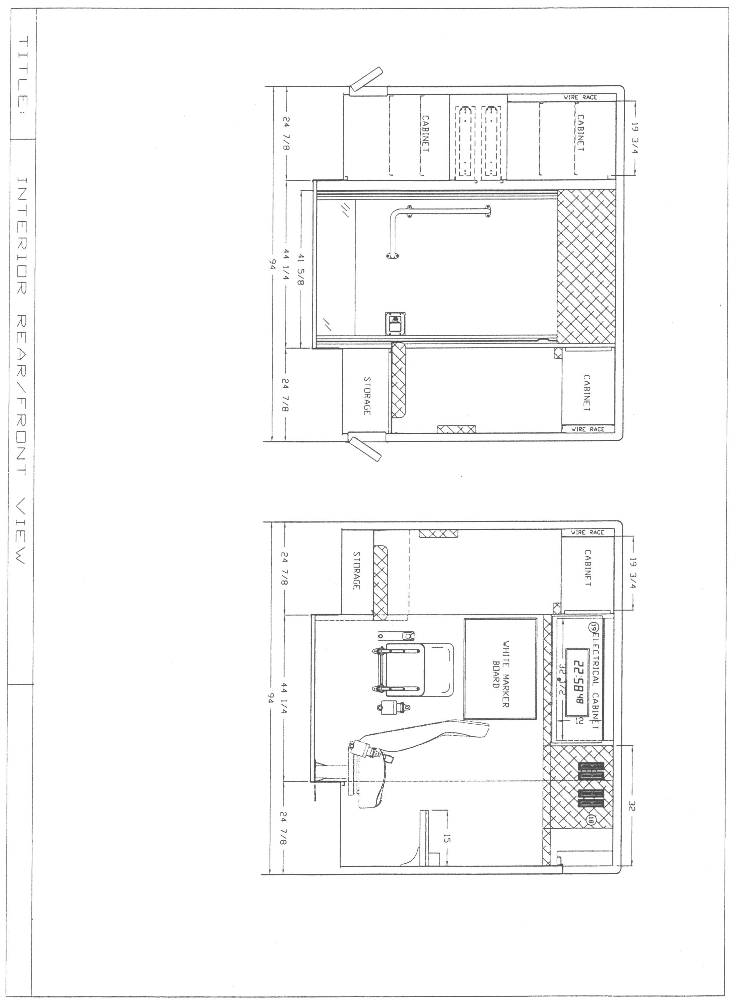 19 3/4
WIRE RACE
CABINET
CABINET
CABINET
WIRE RACE
STORAGE
41 5/8
24 7/8
44 1/4
24 7/8
94
19 3/4
32
WIRE RACE
CABINET
19 ELECTRICAL CABINET
22:58 48
32 1/2
12
18
WHITE MARKER
BOARD
15
STORAGE
24 7/8
44 1/4
24 7/8
94
TITLE:
INTERIOR REAR/FRONT VIEW